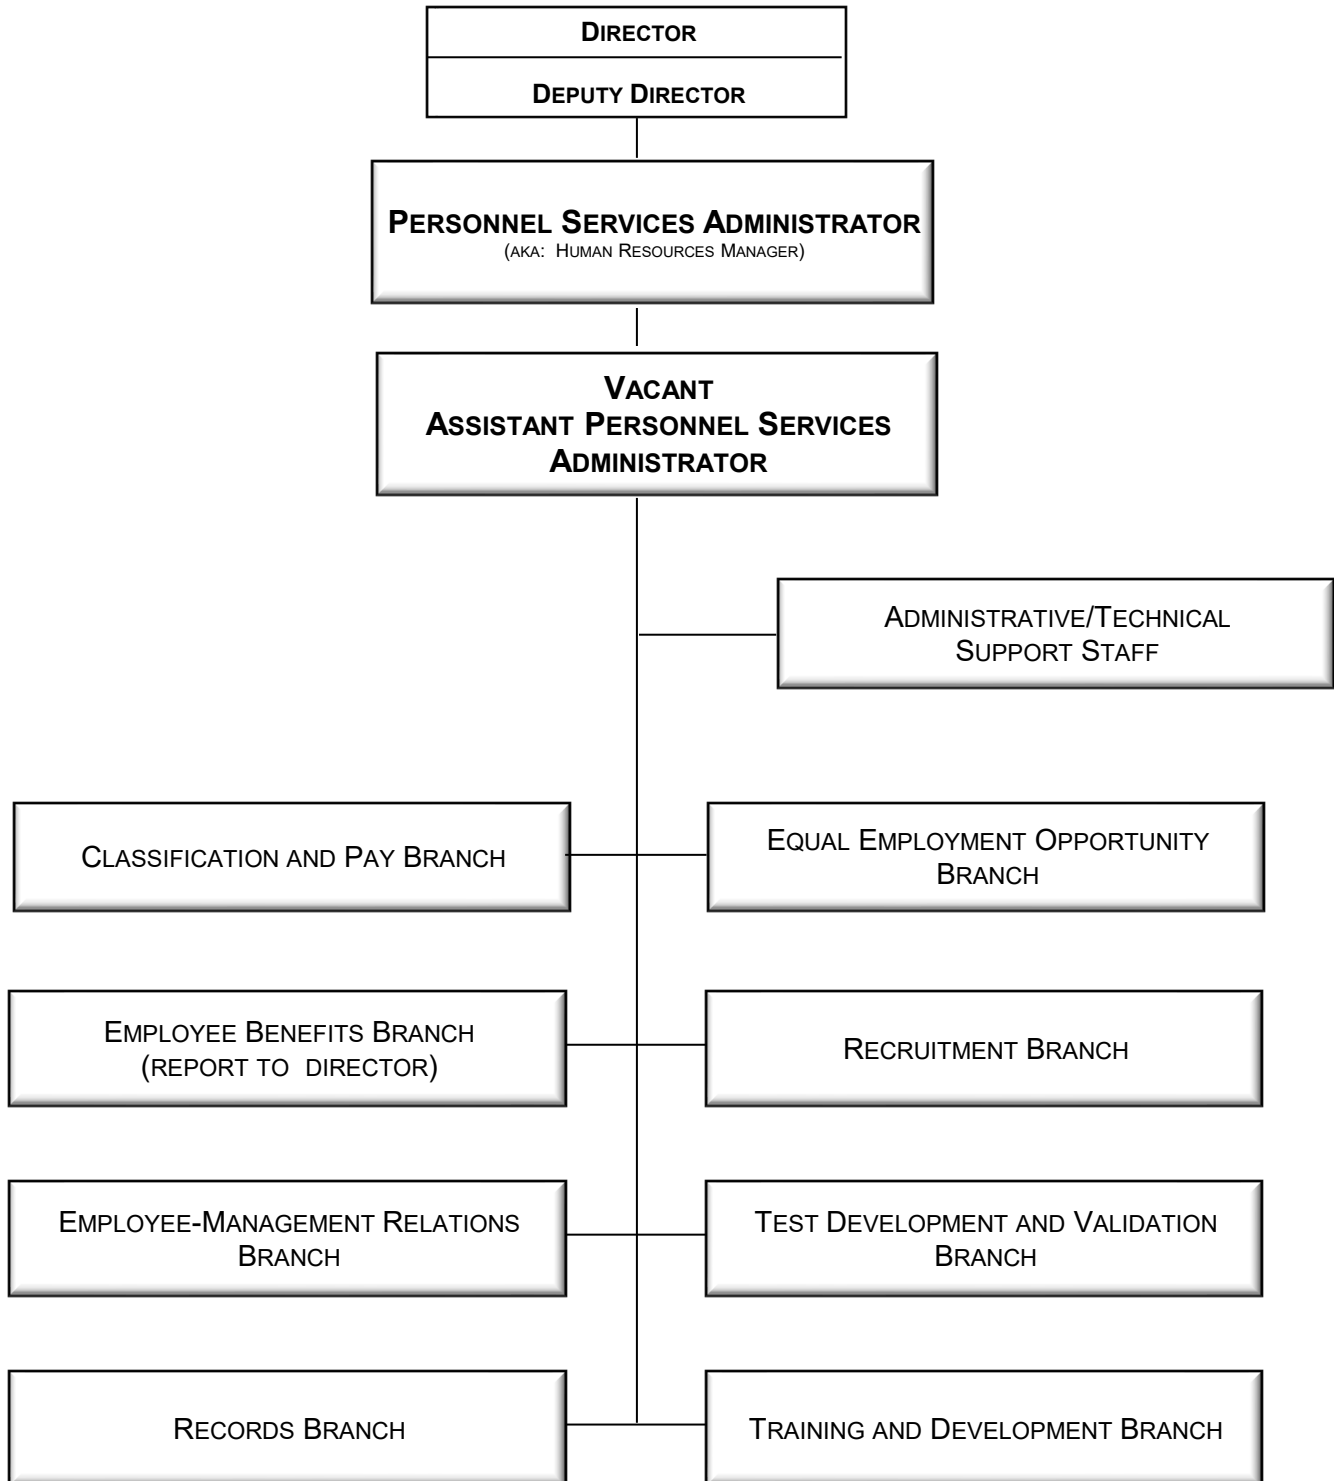 DIRECTOR
DEPUTY DIRECTOR
PERSONNEL SERVICES ADMINISTRATOR
(AKA: HUMAN RESOURCES MANAGER)
VACANT
ASSISTANT PERSONNEL SERVICES
ADMINISTRATOR
ADMINISTRATIVE/TECHNICAL
SUPPORT STAFF
CLASSIFICATION AND PAY BRANCH
EQUAL EMPLOYMENT OPPORTUNITY
BRANCH
EMPLOYEE BENEFITS BRANCH
(REPORT TO DIRECTOR)
RECRUITMENT BRANCH
EMPLOYEE-MANAGEMENT RELATIONS
BRANCH
TEST DEVELOPMENT AND VALIDATION
BRANCH
RECORDS BRANCH
TRAINING AND DEVELOPMENT BRANCH